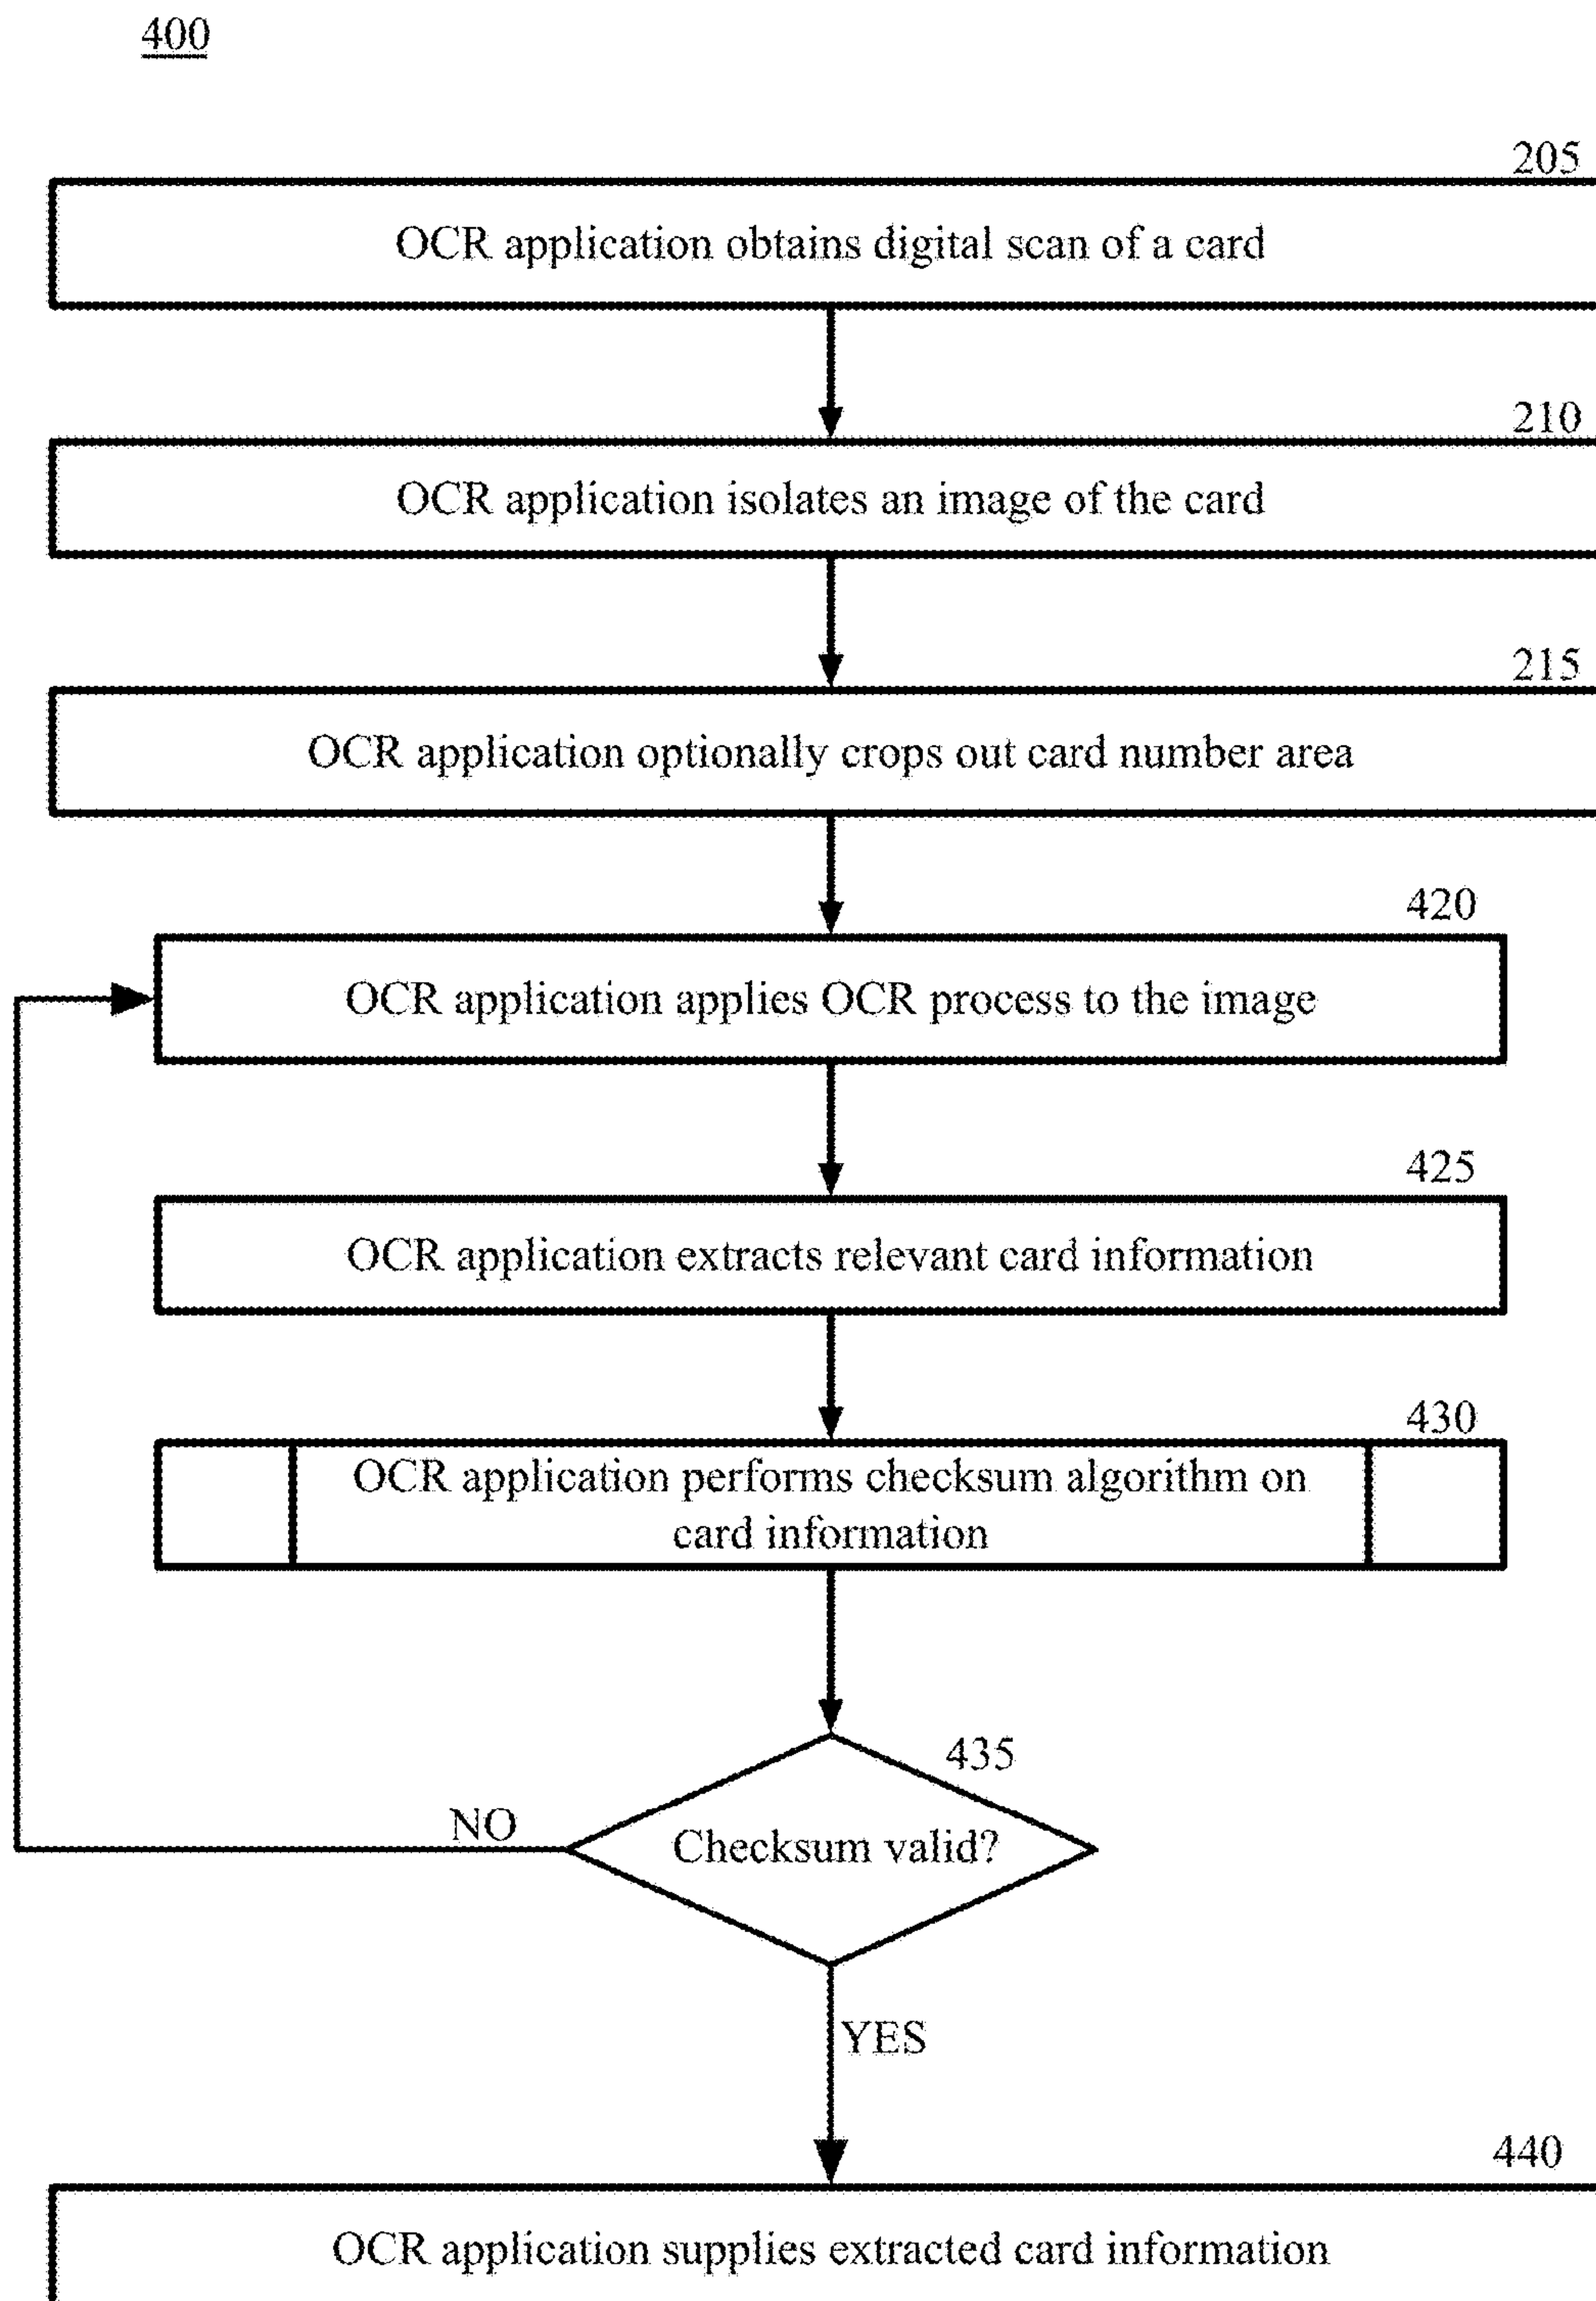 400
205
OCR application obtains digital scan of a card
210
OCR application isolates an image of the card
215
OCR application optionally crops out card number area
420
OCR application applies OCR process to the image
425
OCR application extracts relevant card information
430
OCR application performs checksum algorithm on
card information
435
Checksum valid?
NO
YES
440
OCR application supplies extracted card information